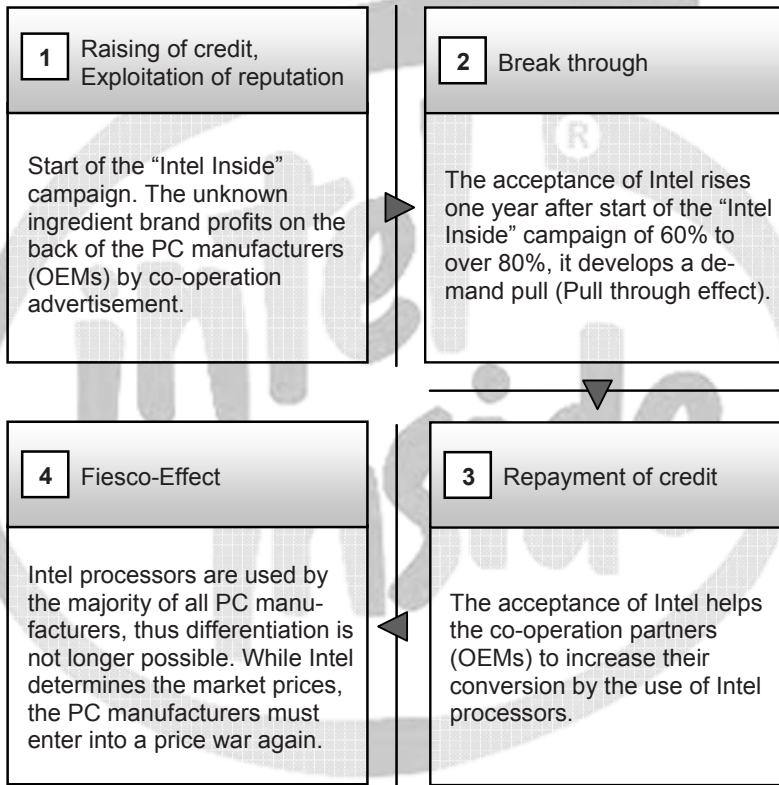 1
Raising of credit,
Exploitation of reputation
Start of the “Intel Inside”
campaign. The unknown
ingredient brand profits on the
back of the PC manufacturers
(OEMs) by co-operation
advertisement.
2
Break through
The acceptance of Intel rises
one year after start of the “Intel
Inside” campaign of 60% to
over 80%, it develops a de-
mand pull (Pull through effect).
4
Fiesco-Effect
Intel processors are used by
the majority of all PC manu-
facturers, thus differentiation is
not longer possible. While Intel
determines the market prices,
the PC manufacturers must
enter into a price war again.
3
Repayment of credit
The acceptance of Intel helps
the co-operation partners
(OEMs) to increase their
conversion by the use of Intel
processors.
intel
®
inside